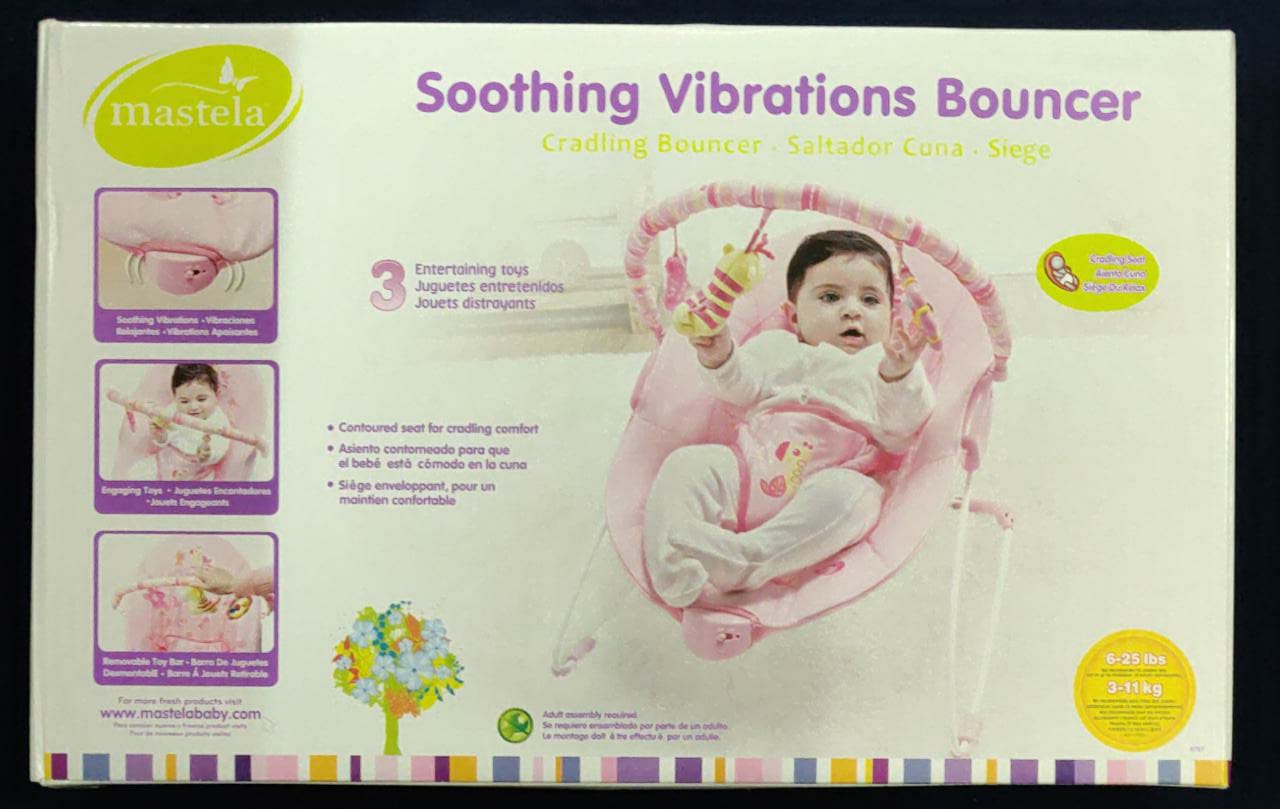 mastela
Soothing Vibrations Bouncer
Cradling Bouncer · Saltador Cuna · Siege
Soothing Vibrations • Vibraciones
Relajantes • Vibrations Apaisantes
3
Entertaining toys
Juguetes entretenidos
Jouets distrayants
Cradling Seat
Asiento Cuna
Siège Du Relax
Engaging Toys • Juguetes Encantadores
•Jouets Engageants
• Contoured seat for cradling comfort
• Asiento contorneado para que
el bebé está cómodo en la cuna
• Siège enveloppant, pour un
maintien confortable
Removable Toy Bar • Barra De Juguetes
DesmontablE • Barre Á Jouets Retirable
For more fresh products visit
www.mastelababy.com
Adult assembly required.
Se requiere ensamblado por parte de un adulto.
Le montage doit être effectué par un adulte.
6-25 lbs
3-11 kg